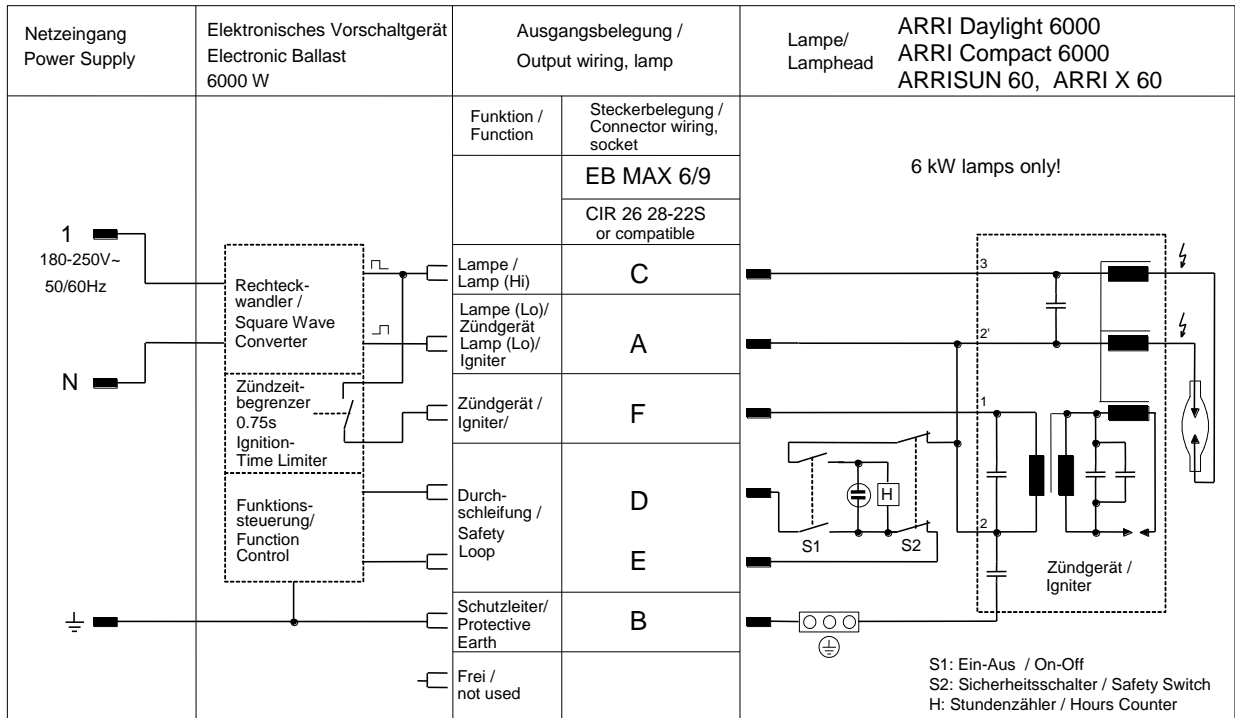 Netzeingang
Power Supply
Elektronisches Vorschaltgerät
Electronic Ballast
6000 W
Ausgangsbelegung /
Output wiring, lamp
Lampe/
Lamphead
ARRI Daylight 6000
ARRI Compact 6000
ARRISUN 60, ARRI X 60
Funktion /
Function
Steckerbelegung /
Connector wiring,
socket
EB MAX 6/9
CIR 26 28-22S
or compatible
6 kW lamps only!
1
180-250V~
50/60Hz
N
Rechteck-
wandler /
Square Wave
Converter
Zündzeit-
begrenzer
0.75s
Ignition-
Time Limiter
Funktions-
steuerung/
Function
Control
Lampe /
Lamp (Hi)
C
Lampe (Lo)/
Zündgerät
Lamp (Lo)/
Igniter
A
Zündgerät /
Igniter/
F
Durch-
schleifung /
Safety
Loop
D
E
Schutzleiter/
Protective
Earth
B
Frei /
not used
3
2'
1
2
H
S1
S2
Zündgerät /
Igniter
S1: Ein-Aus / On-Off
S2: Sicherheitsschalter / Safety Switch
H: Stundenzähler / Hours Counter